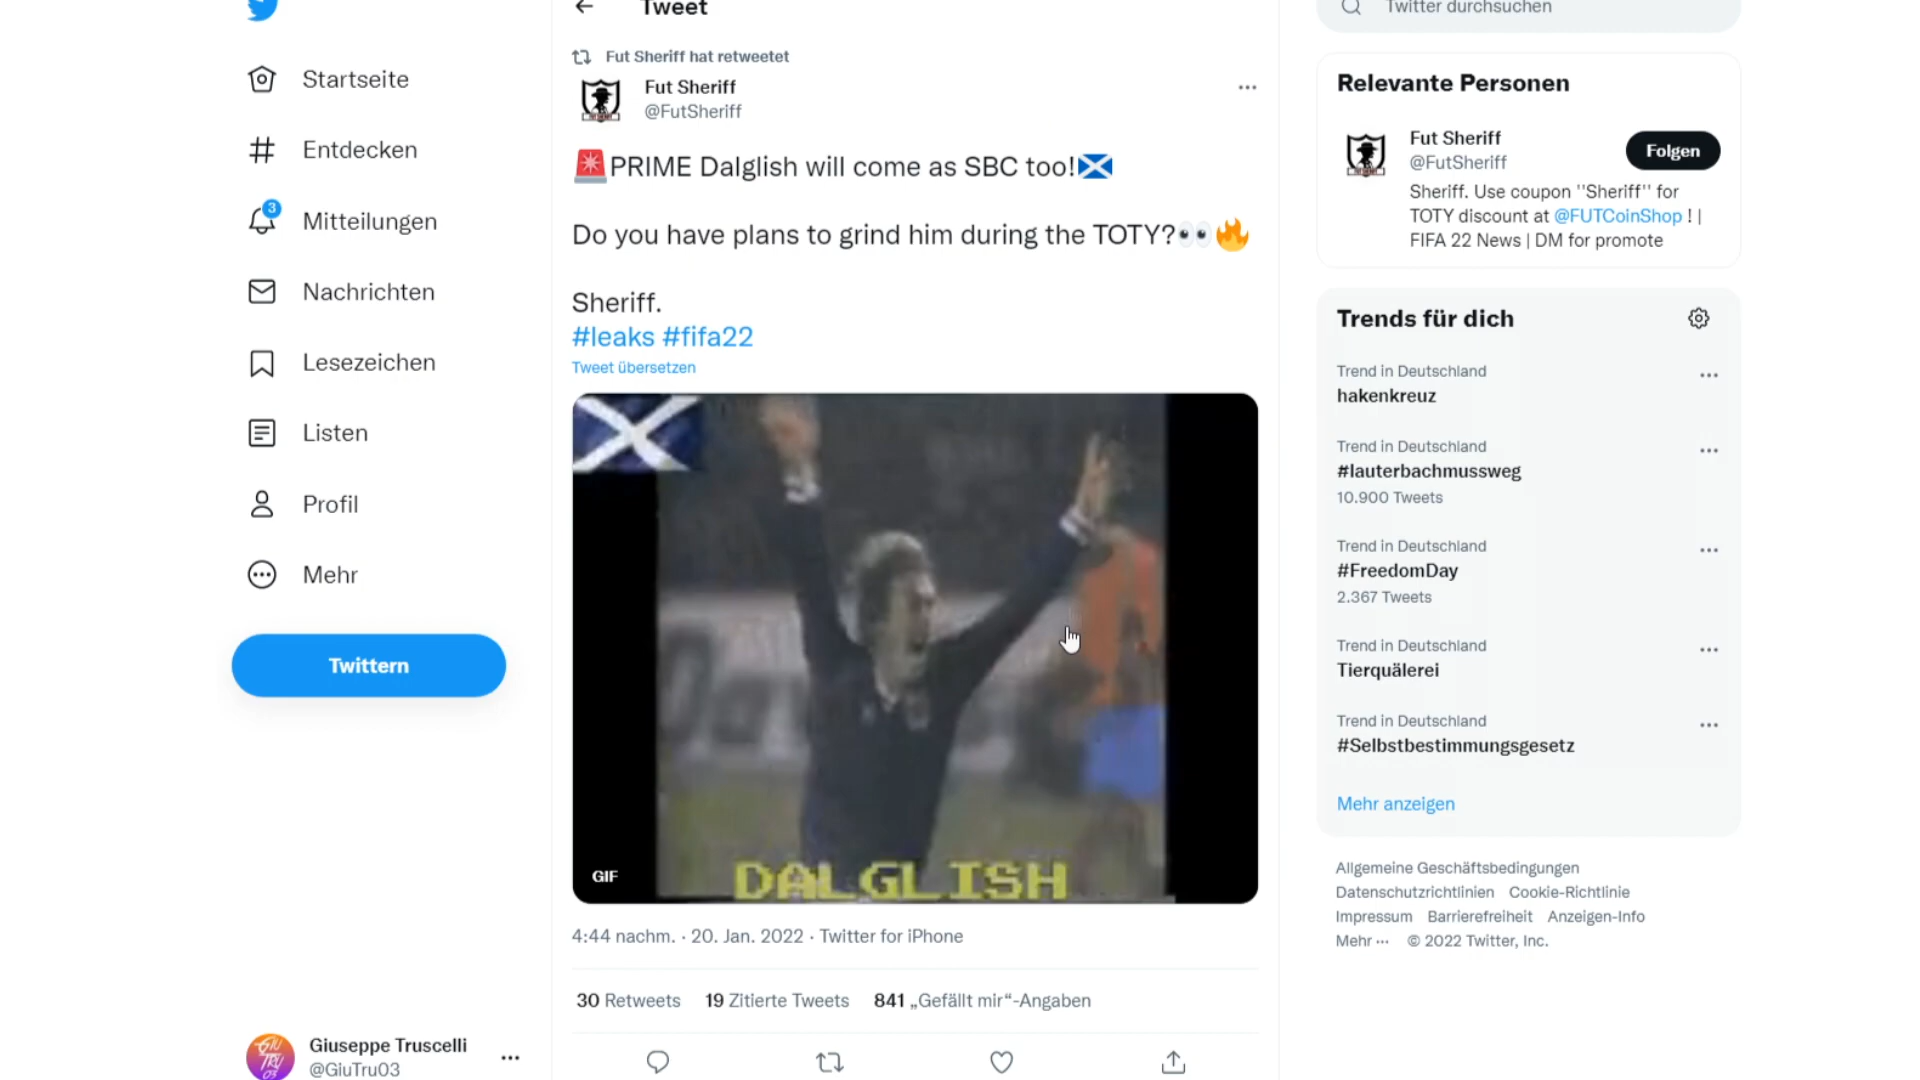 Tweet
Twitter durchsuchen
Startseite
Entdecken
3
Mitteilungen
Nachrichten
Lesezeichen
Listen
Profil
Mehr
Twittern
Giuseppe Truscelli
@GiuTru03
GIU
TRU
03
Fut Sheriff hat retweetet
Fut Sheriff
@FutSheriff
🚨PRIME Dalglish will come as SBC too!🏴󠁧󠁢󠁳󠁣󠁴󠁿
Do you have plans to grind him during the TOTY?👀🔥
Sheriff.
#leaks #fifa22
Tweet übersetzen
GIF
DALGLISH
4:44 nachm. · 20. Jan. 2022 · Twitter for iPhone
30 Retweets 19 Zitierte Tweets 841 „Gefällt mir“-Angaben
Relevante Personen
Fut Sheriff
@FutSheriff
Folgen
Sheriff. Use coupon ''Sheriff'' for
TOTY discount at @FUTCoinShop ! |
FIFA 22 News | DM for promote
Trends für dich
Trend in Deutschland
hakenkreuz
Trend in Deutschland
#lauterbachmussweg
10.900 Tweets
Trend in Deutschland
#FreedomDay
2.367 Tweets
Trend in Deutschland
Tierquälerei
Trend in Deutschland
#Selbstbestimmungsgesetz
Mehr anzeigen
Allgemeine Geschäftsbedingungen
Datenschutzrichtlinien Cookie-Richtlinie
Impressum Barrierefreiheit Anzeigen-Info
Mehr ··· © 2022 Twitter, Inc.